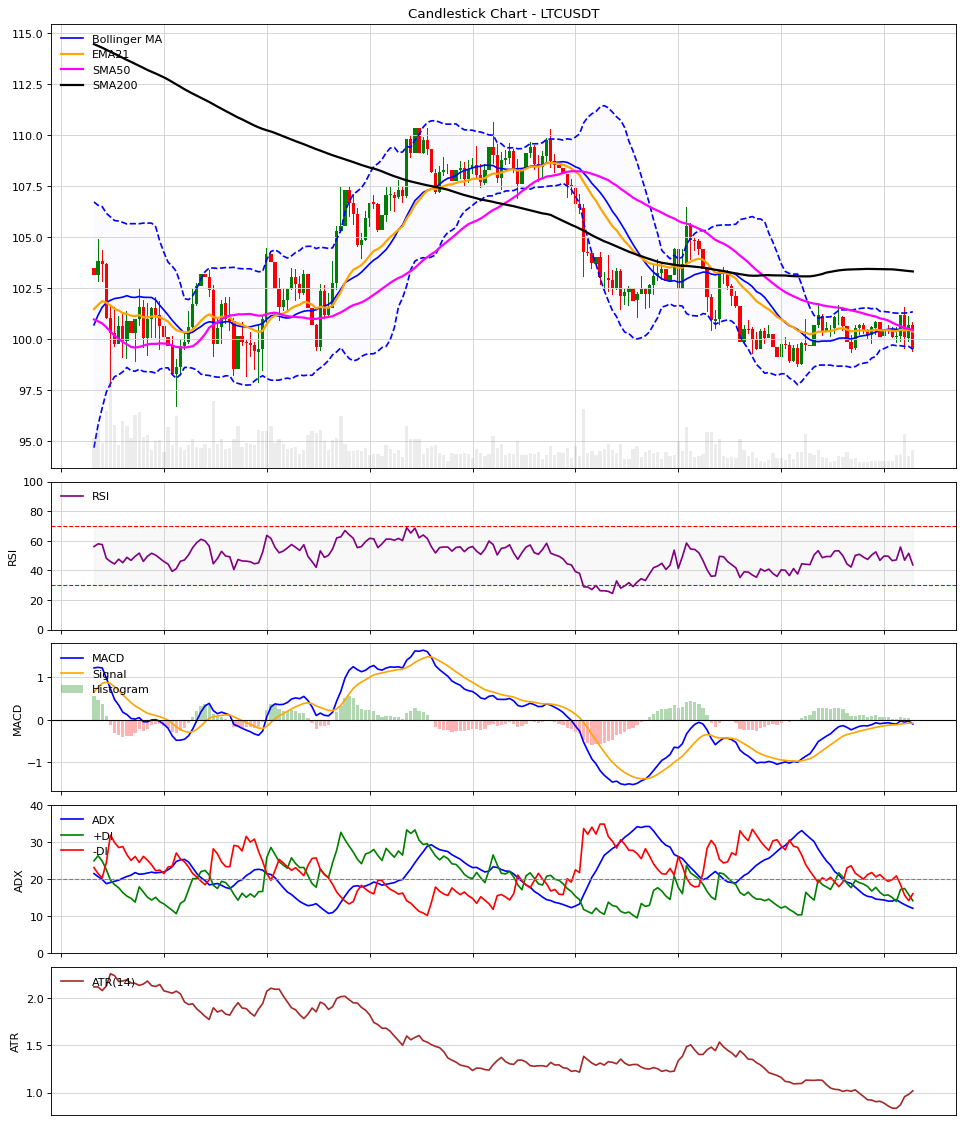 Candlestick Chart - LTCUSDT
115.0
112.5
110.0
107.5
105.0
102.5
100.0
97.5
95.0
Bollinger MA
EMA21
SMA50
SMA200
100
80
60
40
20
0
RSI
RSI
1
0
−1
MACD
MACD
Signal
Histogram
40
30
20
10
0
ADX
ADX
+DI
-DI
2.0
1.5
1.0
ATR
ATR(14)